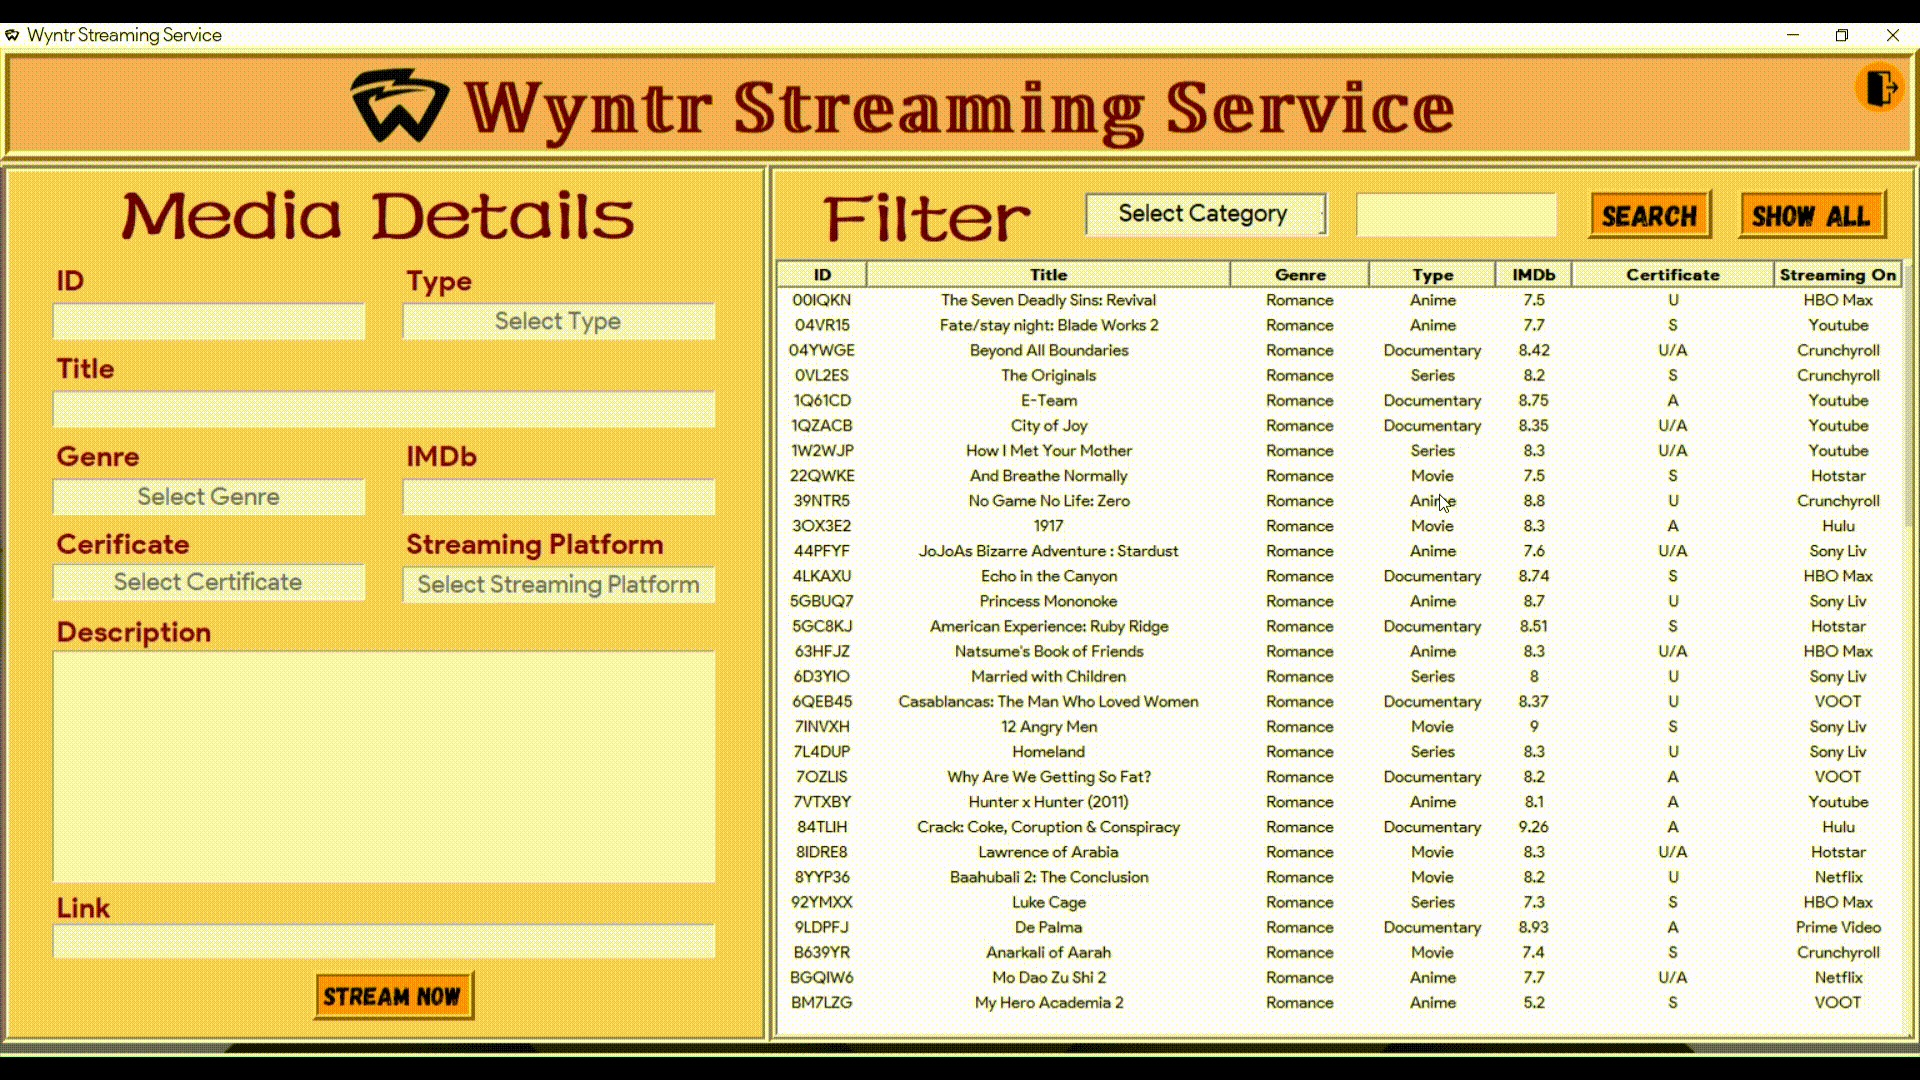 Wyntr Streaming Service
Wyntr Streaming Service
Media Details
ID Type
Select Type
Title
Genre IMDb
Select Genre
Cerificate Streaming Platform
Select Certificate Select Streaming Platform
Description
Link
STREAM NOW
Filter Select Category SEARCH SHOW ALL
ID Title Genre Type IMDb Certificate Streaming On
00IQKN The Seven Deadly Sins: Revival Romance Anime 7.5 U HBO Max
04VR15 Fate/stay night: Blade Works 2 Romance Anime 7.7 S Youtube
04YWGE Beyond All Boundaries Romance Documentary 8.42 U/A Crunchyroll
0VL2ES The Originals Romance Series 8.2 S Crunchyroll
1Q61CD E-Team Romance Documentary 8.75 A Youtube
1QZACB City of Joy Romance Documentary 8.35 U/A Youtube
1W2WJP How I Met Your Mother Romance Series 8.3 U/A Youtube
22QWKE And Breathe Normally Romance Movie 7.5 S Hotstar
39NTR5 No Game No Life: Zero Romance Anime 8.8 U Crunchyroll
3OX3E2 1917 Romance Movie 8.3 A Hulu
44PFYF JoJoAs Bizarre Adventure : Stardust Romance Anime 7.6 U/A Sony Liv
4LKAXU Echo in the Canyon Romance Documentary 8.74 S HBO Max
5GBUQ7 Princess Mononoke Romance Anime 8.7 U Sony Liv
5GC8KJ American Experience: Ruby Ridge Romance Documentary 8.51 S Hotstar
63HFJZ Natsume's Book of Friends Romance Anime 8.3 U/A HBO Max
6D3YIO Married with Children Romance Series 8 U Sony Liv
6QEB45 Casablancas: The Man Who Loved Women Romance Documentary 8.37 U VOOT
7INVXH 12 Angry Men Romance Movie 9 S Sony Liv
7L4DUP Homeland Romance Series 8.3 U Sony Liv
7OZLIS Why Are We Getting So Fat? Romance Documentary 8.2 A VOOT
7VTXBY Hunter x Hunter (2011) Romance Anime 8.1 A Youtube
84TLIH Crack: Coke, Coruption & Conspiracy Romance Documentary 9.26 A Hulu
8IDRE8 Lawrence of Arabia Romance Movie 8.3 U/A Hotstar
8YYP36 Baahubali 2: The Conclusion Romance Movie 8.2 U Netflix
92YMXX Luke Cage Romance Series 7.3 S HBO Max
9LDPFJ De Palma Romance Documentary 8.93 A Prime Video
B639YR Anarkali of Aarah Romance Movie 7.4 S Crunchyroll
BGQIW6 Mo Dao Zu Shi 2 Romance Anime 7.7 U/A Netflix
BM7LZG My Hero Academia 2 Romance Anime 5.2 S VOOT